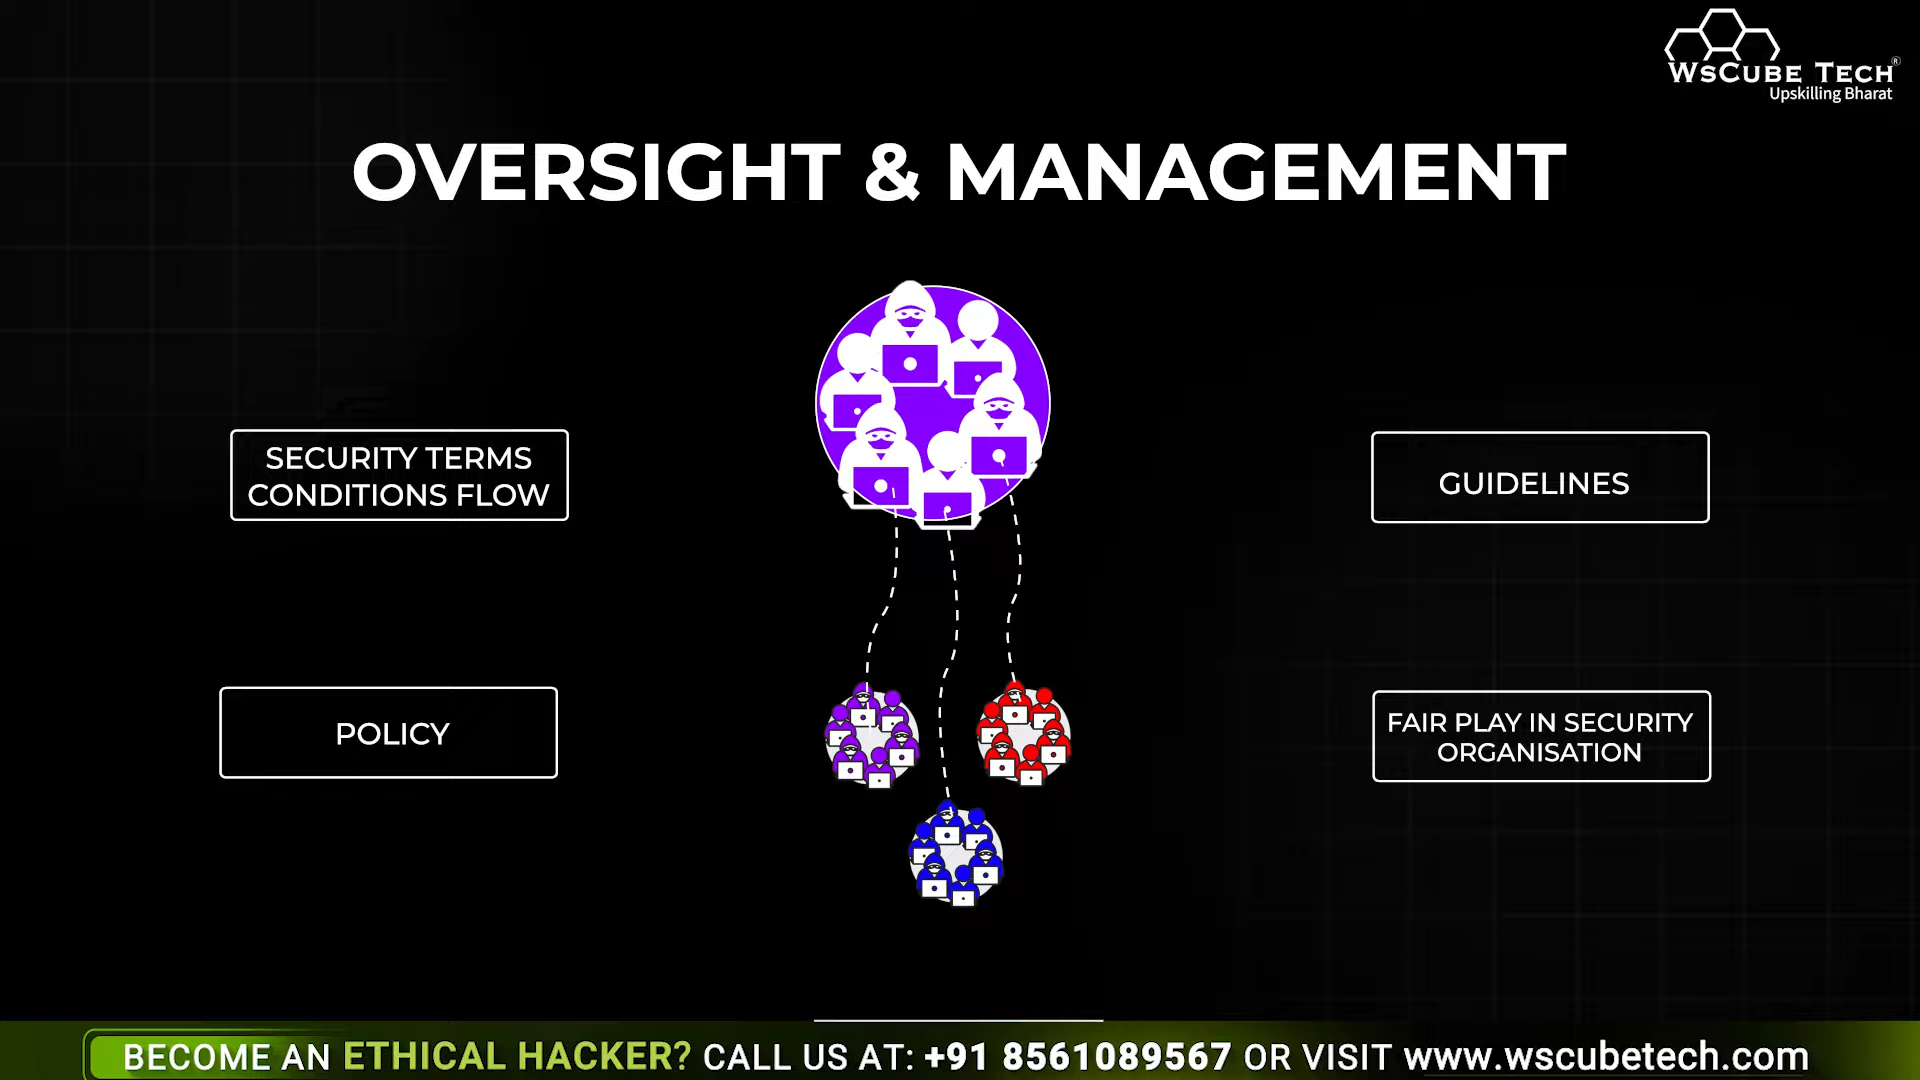 WSCUBE TECH®
Upskilling Bharat
OVERSIGHT & MANAGEMENT
SECURITY TERMS
CONDITIONS FLOW
GUIDELINES
POLICY
FAIR PLAY IN SECURITY
ORGANISATION
BECOME AN ETHICAL HACKER? CALL US AT: +91 8561089567 OR VISIT www.wscubetech.com